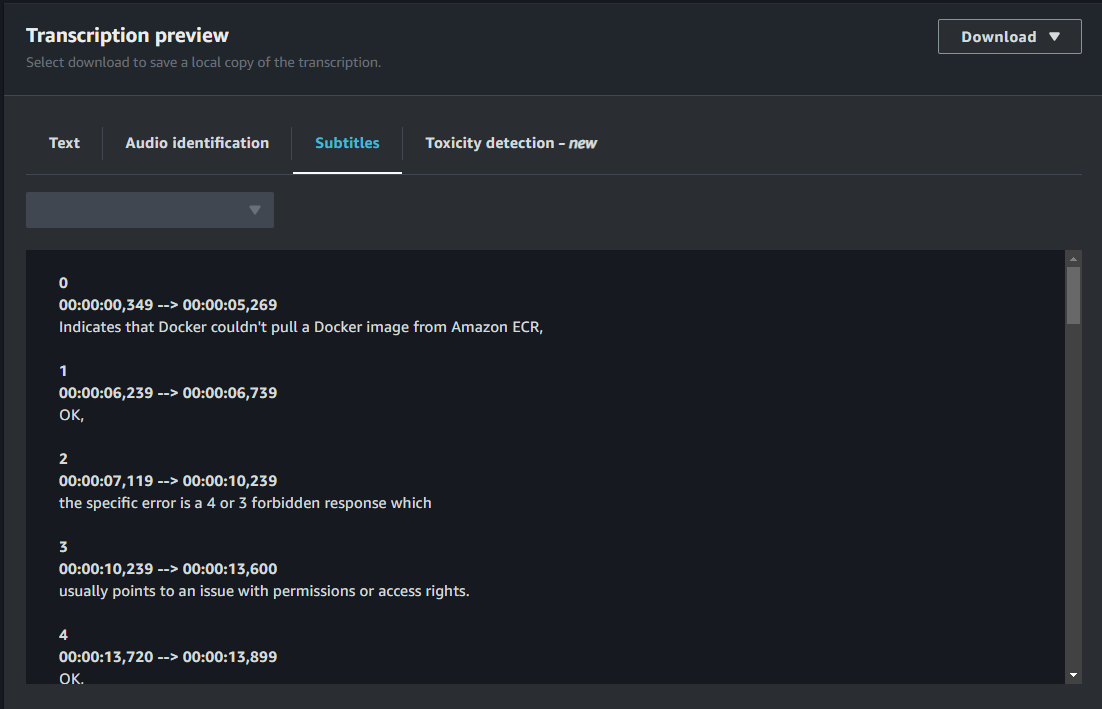 Transcription preview
Download
Select download to save a local copy of the transcription.
Text
Audio identification
Subtitles
Toxicity detection - new
0
00:00:00,349 --> 00:00:05,269
Indicates that Docker couldn't pull a Docker image from Amazon ECR,
1
00:00:06,239 --> 00:00:06,739
OK,
2
00:00:07,119 --> 00:00:10,239
the specific error is a 4 or 3 forbidden response which
3
00:00:10,239 --> 00:00:13,600
usually points to an issue with permissions or access rights.
4
00:00:13,720 --> 00:00:13,899
OK.